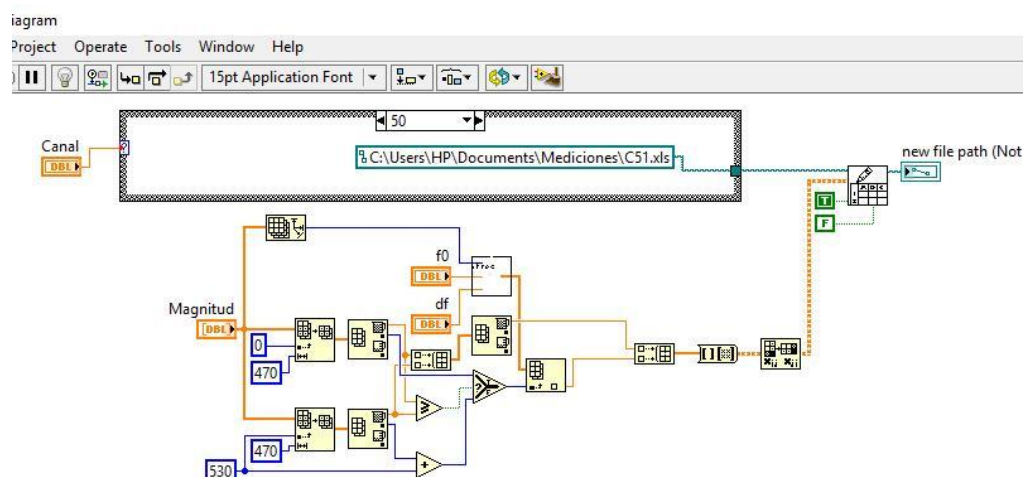 iagram
Project Operate Tools Window Help
15pt Application Font
50
Canal
DBL
C:\Users\HP\Documents\Mediciones\C51.xls
new file path (Not
T
F
f0
DBL
Freq
df
DBL
Magnitud
DBL
0
470
470
530